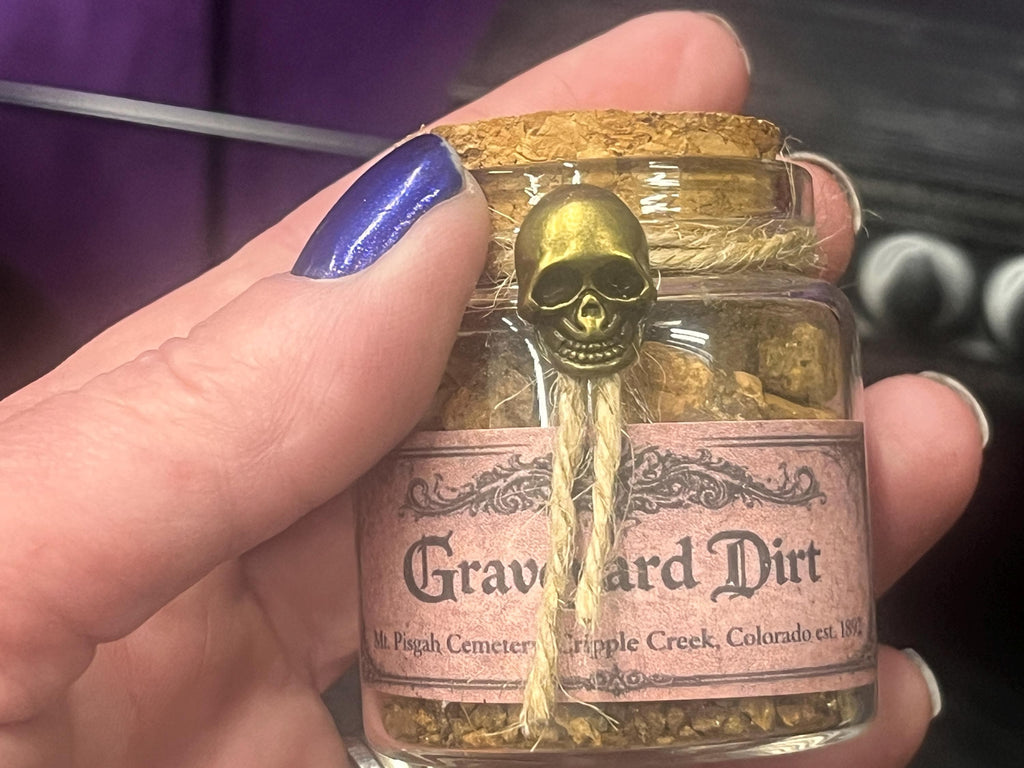 Graveyard Dirt
Mt. Pisgah Cemetery Cripple Creek, Colorado est. 1892